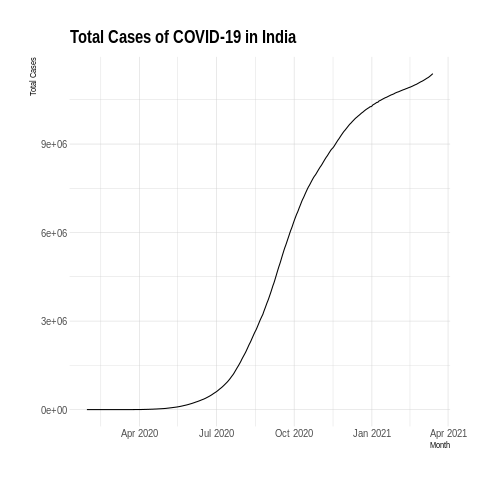 Total Cases of COVID-19 in India
Total Cases
9e+06
6e+06
3e+06
0e+00
Apr 2020 Jul 2020 Oct 2020 Jan 2021 Apr 2021
Month